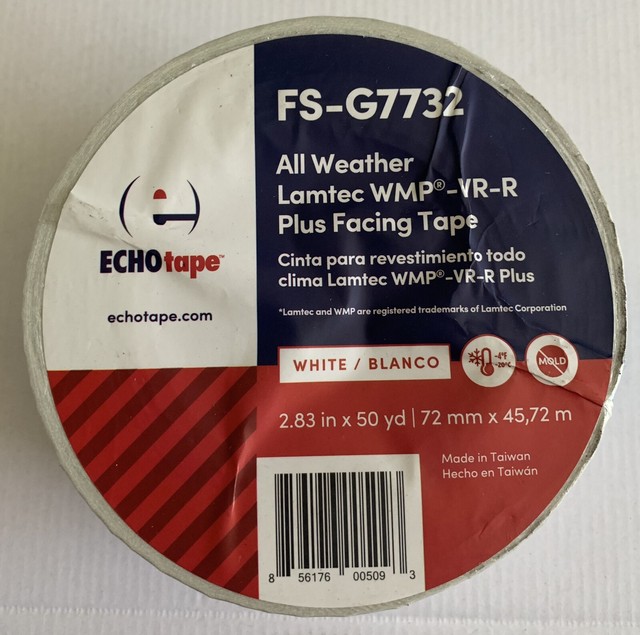 FS-G7732
All Weather
Lamtec WMP®-VR-R
Plus Facing Tape
Cinta para revestimiento todo
clima Lamtec WMP®-VR-R Plus
*Lamtec and WMP are registered trademarks of Lamtec Corporation
ECHOtape™
echotape.com
WHITE / BLANCO
-4°F
-20°C
MOLD
2.83 in x 50 yd | 72 mm x 45,72 m
Made in Taiwan
Hecho en Taiwán
8 56176 00509 3